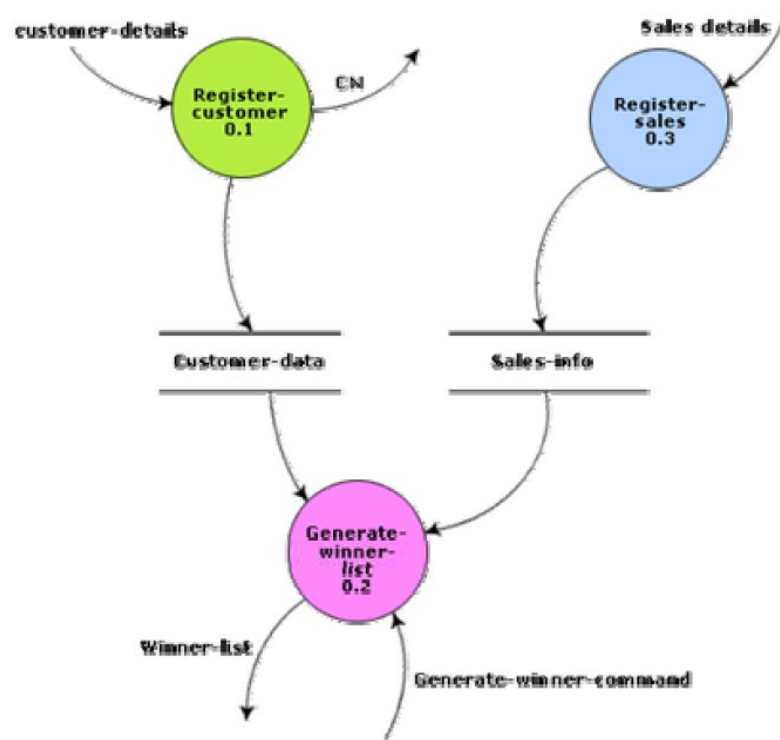 customer-details
Sales details
CN
Register-
customer
0.1
Register-
sales
0.3
Customer-data
Sales-info
Generate-
winner-
list
0.2
Winner-list
Generate-winner-command